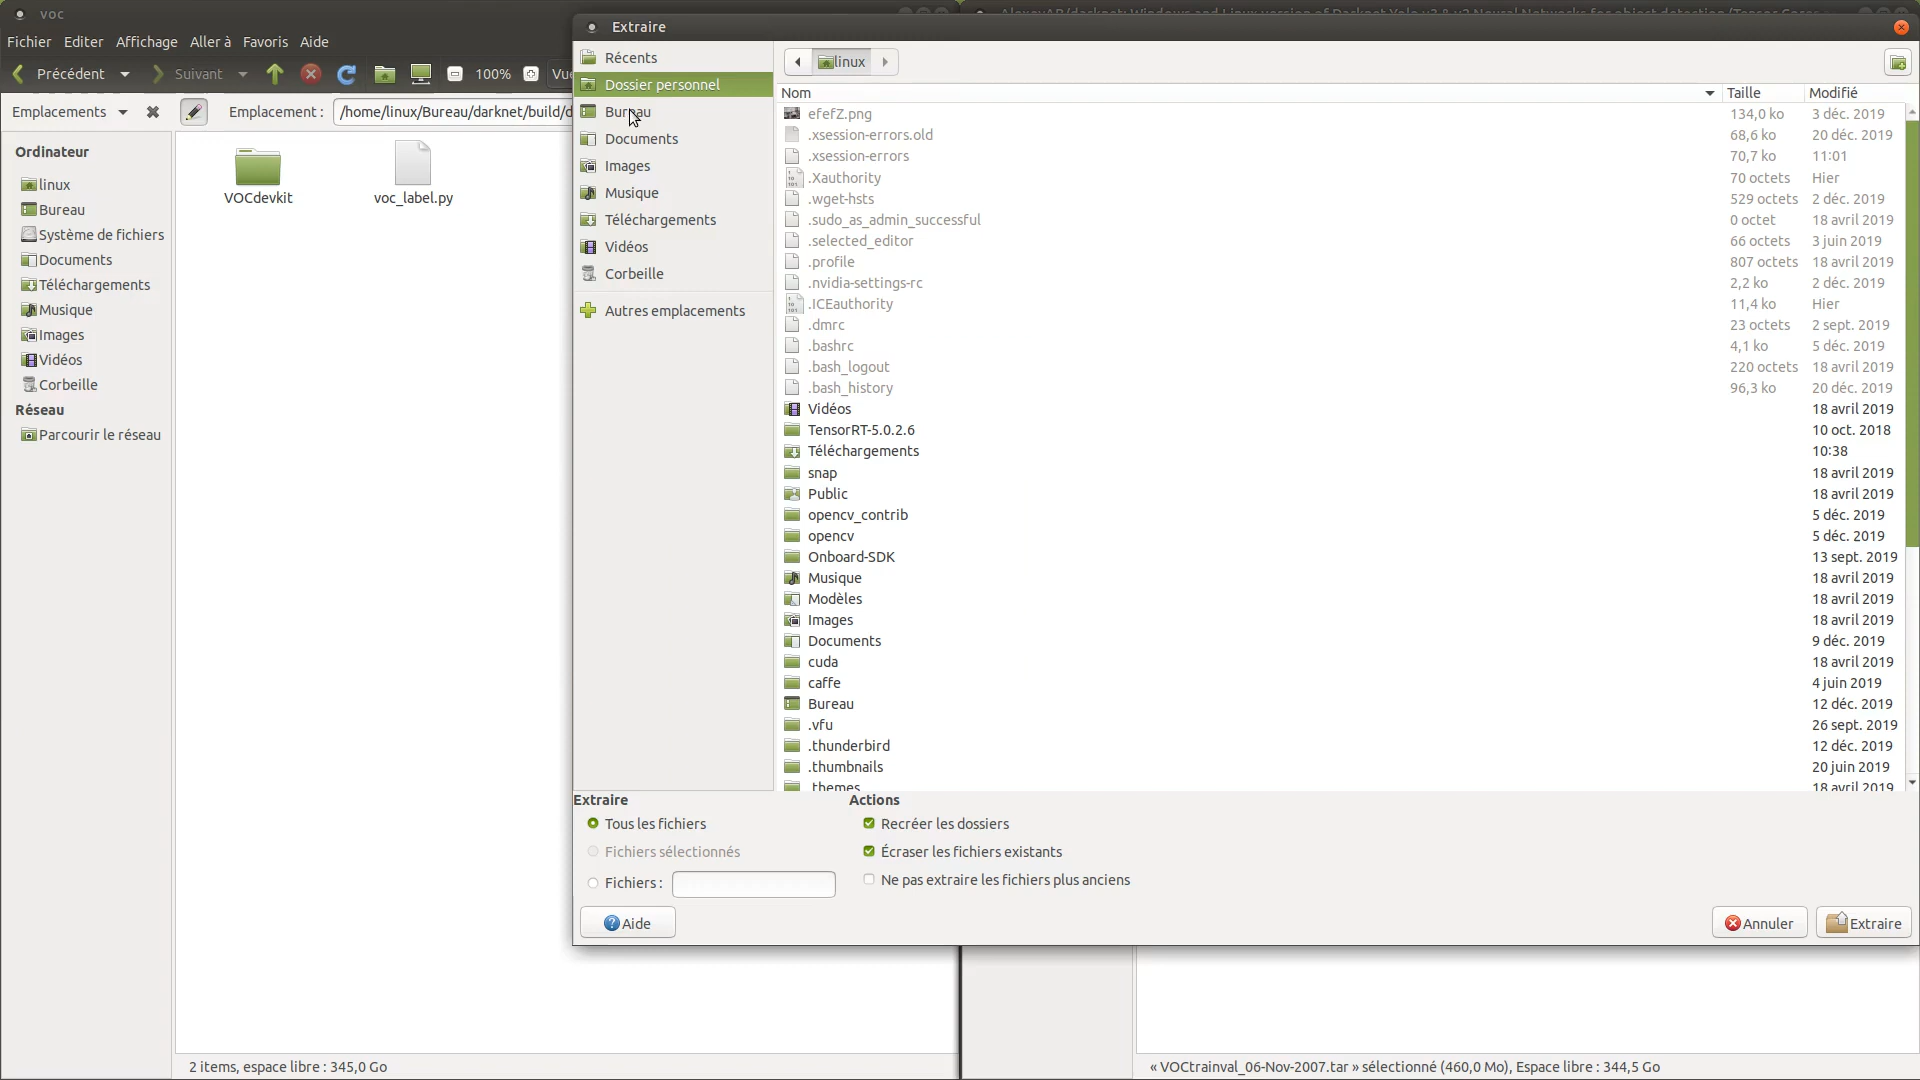 voc
Fichier Editer Affichage Aller à Favoris Aide
Précédent Suivant 100% Vue
Emplacements Emplacement : /home/linux/Bureau/darknet/build/d
Ordinateur
linux
Bureau
Système de fichiers
Documents
Téléchargements
Musique
Images
Vidéos
Corbeille
Réseau
Parcourir le réseau
VOCdevkit
voc_label.py
2 items, espace libre : 345,0 Go
Extraire
Récents
Dossier personnel
Bureau
Documents
Images
Musique
Téléchargements
Vidéos
Corbeille
Autres emplacements
linux
Nom Taille Modifié
efefZ.png 134,0 ko 3 déc. 2019
.xsession-errors.old 68,6 ko 20 déc. 2019
.xsession-errors 70,7 ko 11:01
.Xauthority 70 octets Hier
.wget-hsts 529 octets 2 déc. 2019
.sudo_as_admin_successful 0 octet 18 avril 2019
.selected_editor 66 octets 3 juin 2019
.profile 807 octets 18 avril 2019
.nvidia-settings-rc 2,2 ko 2 déc. 2019
.ICEauthority 11,4 ko Hier
.dmrc 23 octets 2 sept. 2019
.bashrc 4,1 ko 5 déc. 2019
.bash_logout 220 octets 18 avril 2019
.bash_history 96,3 ko 20 déc. 2019
Vidéos 18 avril 2019
TensorRT-5.0.2.6 10 oct. 2018
Téléchargements 10:38
snap 18 avril 2019
Public 18 avril 2019
opencv_contrib 5 déc. 2019
opencv 5 déc. 2019
Onboard-SDK 13 sept. 2019
Musique 18 avril 2019
Modèles 18 avril 2019
Images 18 avril 2019
Documents 9 déc. 2019
cuda 18 avril 2019
caffe 4 juin 2019
Bureau 12 déc. 2019
.vfu 26 sept. 2019
.thunderbird 12 déc. 2019
.thumbnails 20 juin 2019
.themes 18 avril 2019
Extraire
Tous les fichiers
Fichiers sélectionnés
Fichiers :
Actions
Recréer les dossiers
Écraser les fichiers existants
Ne pas extraire les fichiers plus anciens
Aide Annuler Extraire
« VOCtrainval_06-Nov-2007.tar » sélectionné (460,0 Mo), Espace libre : 344,5 Go